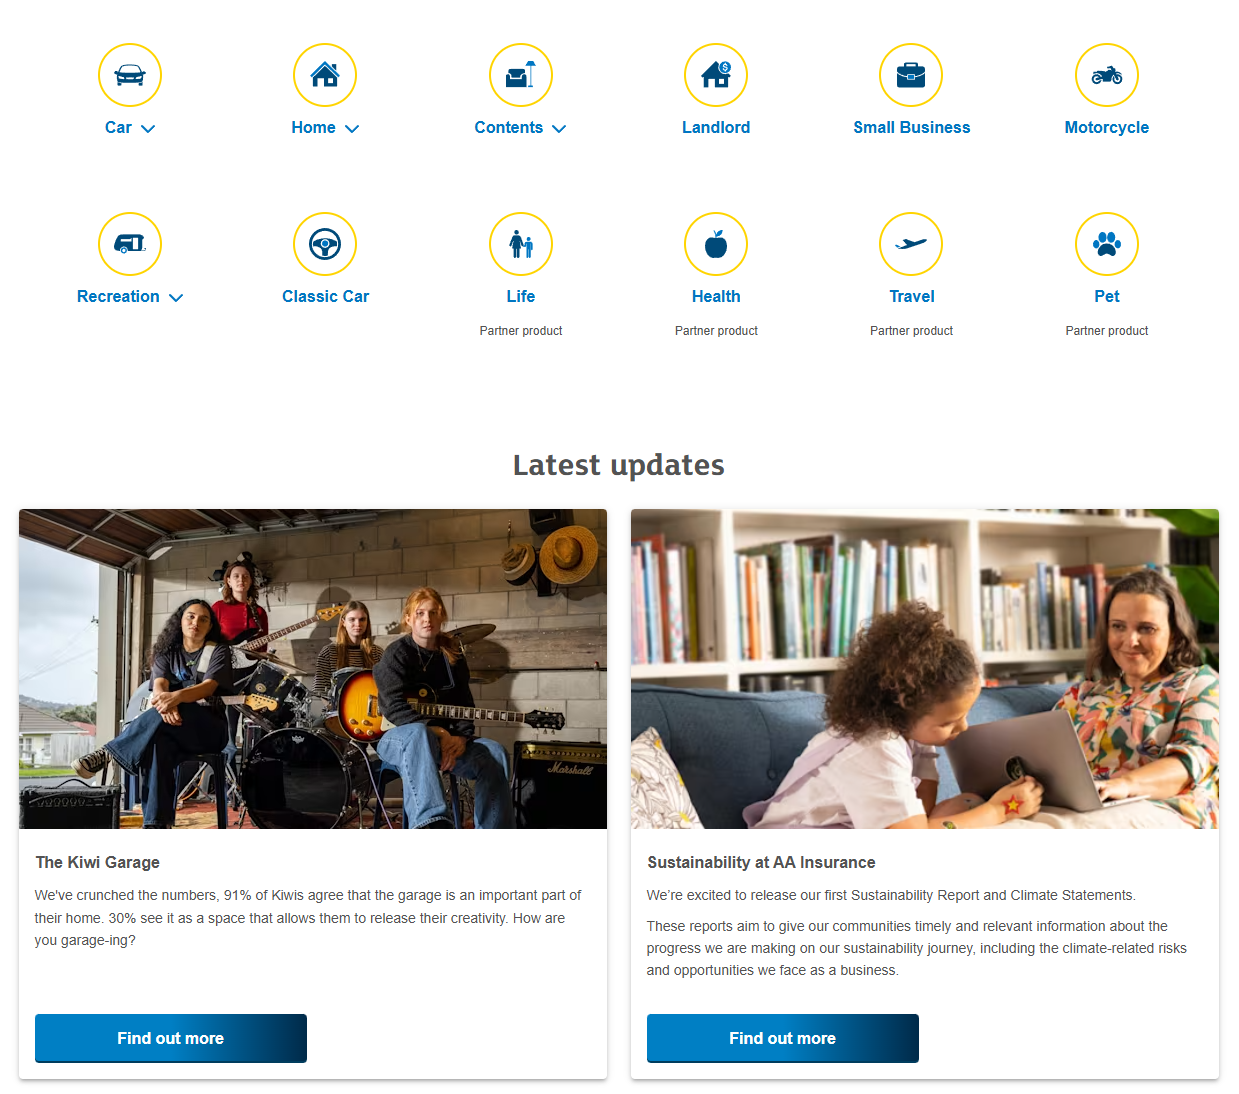 Car
Home
Contents
Landlord
Small Business
Motorcycle
Recreation
Classic Car
Life
Health
Travel
Pet
Partner product
Partner product
Partner product
Partner product
Latest updates
Marshall
The Kiwi Garage
We've crunched the numbers, 91% of Kiwis agree that the garage is an important part of
their home. 30% see it as a space that allows them to release their creativity. How are
you garage-ing?
Find out more
Sustainability at AA Insurance
We’re excited to release our first Sustainability Report and Climate Statements.
These reports aim to give our communities timely and relevant information about the
progress we are making on our sustainability journey, including the climate-related risks
and opportunities we face as a business.
Find out more